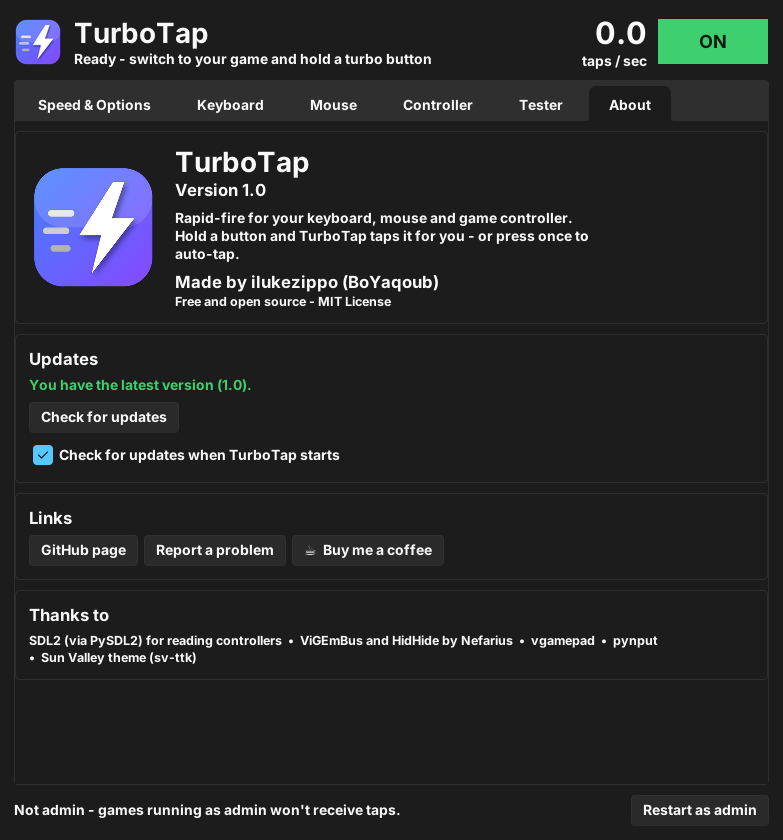 TurboTap
Ready - switch to your game and hold a turbo button
0.0
taps / sec
ON
Speed & Options
Keyboard
Mouse
Controller
Tester
About
TurboTap
Version 1.0
Rapid-fire for your keyboard, mouse and game controller.
Hold a button and TurboTap taps it for you - or press once to
auto-tap.
Made by ilukezippo (BoYaqoub)
Free and open source - MIT License
Updates
You have the latest version (1.0).
Check for updates
Check for updates when TurboTap starts
Links
GitHub page
Report a problem
☕ Buy me a coffee
Thanks to
SDL2 (via PySDL2) for reading controllers • ViGEmBus and HidHide by Nefarius • vgamepad • pynput
• Sun Valley theme (sv-ttk)
Not admin - games running as admin won't receive taps.
Restart as admin